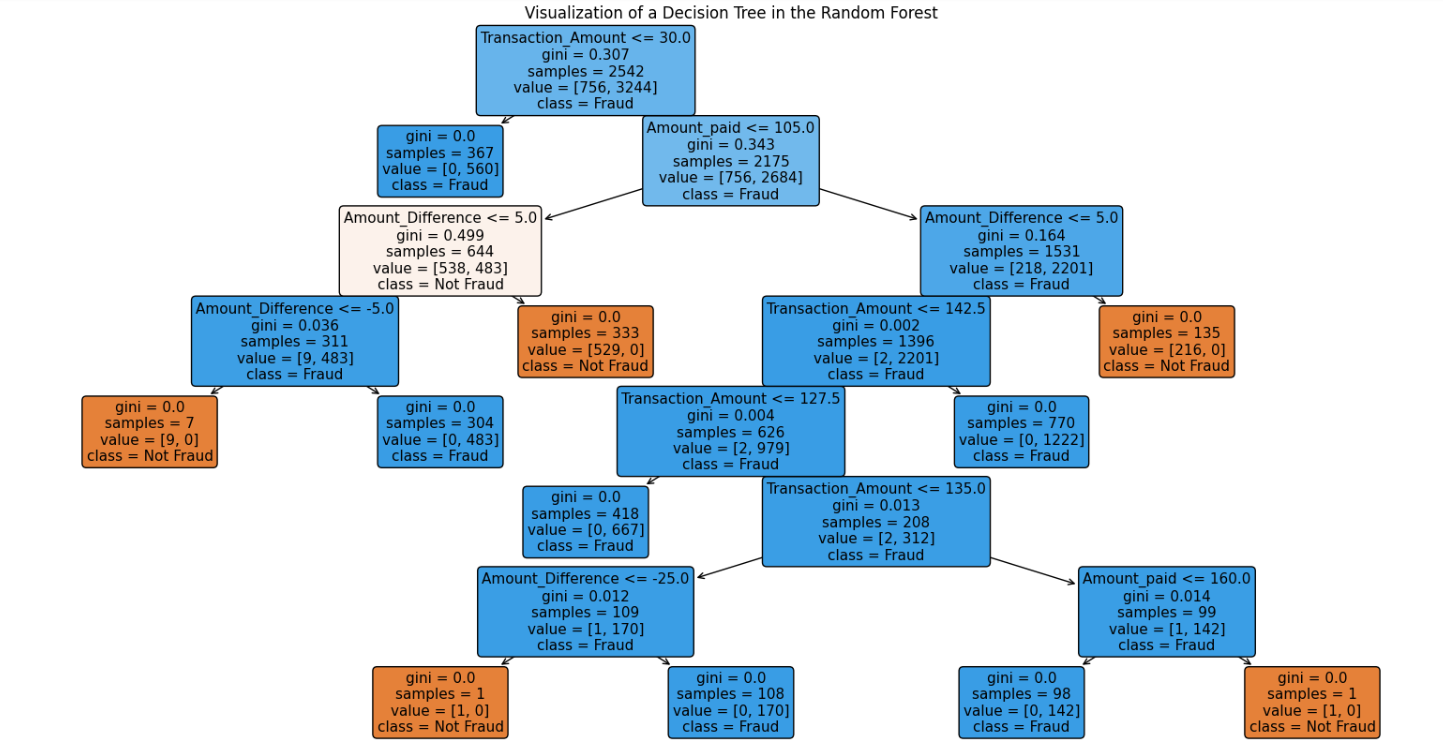 Visualization of a Decision Tree in the Random Forest
Transaction_Amount <= 30.0
gini = 0.307
samples = 2542
value = [756, 3244]
class = Fraud
gini = 0.0
samples = 367
value = [0, 560]
class = Fraud
Amount_paid <= 105.0
gini = 0.343
samples = 2175
value = [756, 2684]
class = Fraud
Amount_Difference <= 5.0
gini = 0.499
samples = 644
value = [538, 483]
class = Not Fraud
Amount_Difference <= 5.0
gini = 0.164
samples = 1531
value = [218, 2201]
class = Fraud
Amount_Difference <= -5.0
gini = 0.036
samples = 311
value = [9, 483]
class = Fraud
gini = 0.0
samples = 333
value = [529, 0]
class = Not Fraud
Transaction_Amount <= 142.5
gini = 0.002
samples = 1396
value = [2, 2201]
class = Fraud
gini = 0.0
samples = 135
value = [216, 0]
class = Not Fraud
gini = 0.0
samples = 7
value = [9, 0]
class = Not Fraud
gini = 0.0
samples = 304
value = [0, 483]
class = Fraud
Transaction_Amount <= 127.5
gini = 0.004
samples = 626
value = [2, 979]
class = Fraud
gini = 0.0
samples = 770
value = [0, 1222]
class = Fraud
gini = 0.0
samples = 418
value = [0, 667]
class = Fraud
Transaction_Amount <= 135.0
gini = 0.013
samples = 208
value = [2, 312]
class = Fraud
Amount_Difference <= -25.0
gini = 0.012
samples = 109
value = [1, 170]
class = Fraud
Amount_paid <= 160.0
gini = 0.014
samples = 99
value = [1, 142]
class = Fraud
gini = 0.0
samples = 1
value = [1, 0]
class = Not Fraud
gini = 0.0
samples = 108
value = [0, 170]
class = Fraud
gini = 0.0
samples = 98
value = [0, 142]
class = Fraud
gini = 0.0
samples = 1
value = [1, 0]
class = Not Fraud